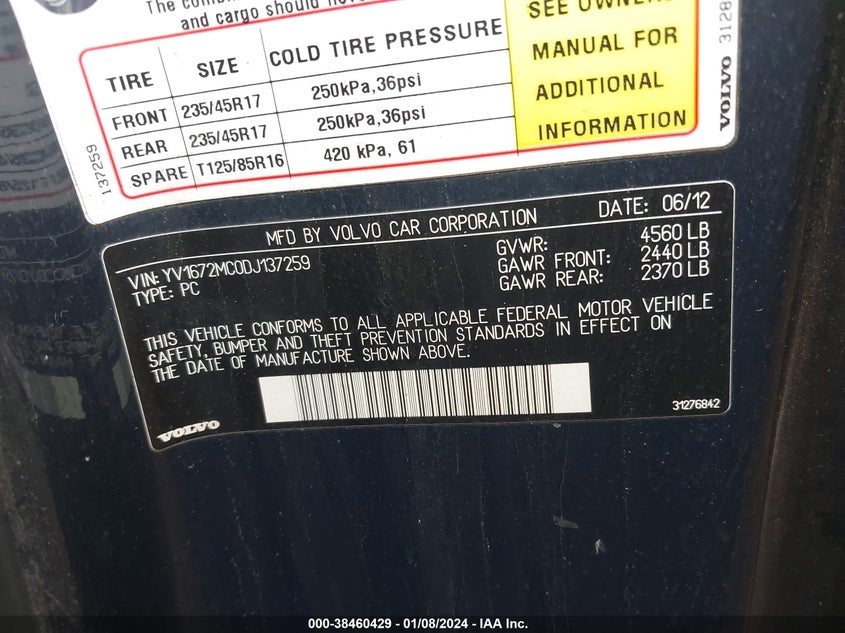 The combin
and cargo should never
TIRE SIZE COLD TIRE PRESSURE
FRONT 235/45R17 250kPa,36psi
REAR 235/45R17 250kPa,36psi
SPARE T125/85R16 420 kPa, 61
SEE OWNERS
MANUAL FOR
ADDITIONAL
INFORMATION
VOLVO 3128
137259
MFD BY VOLVO CAR CORPORATION DATE: 06/12
VIN: YV1672MC0DJ137259 GVWR: 4560 LB
TYPE: PC GAWR FRONT: 2440 LB
GAWR REAR: 2370 LB
THIS VEHICLE CONFORMS TO ALL APPLICABLE FEDERAL MOTOR VEHICLE
SAFETY, BUMPER AND THEFT PREVENTION STANDARDS IN EFFECT ON
THE DATE OF MANUFACTURE SHOWN ABOVE.
VOLVO 31276842
000-38460429 - 01/08/2024 - IAA Inc.